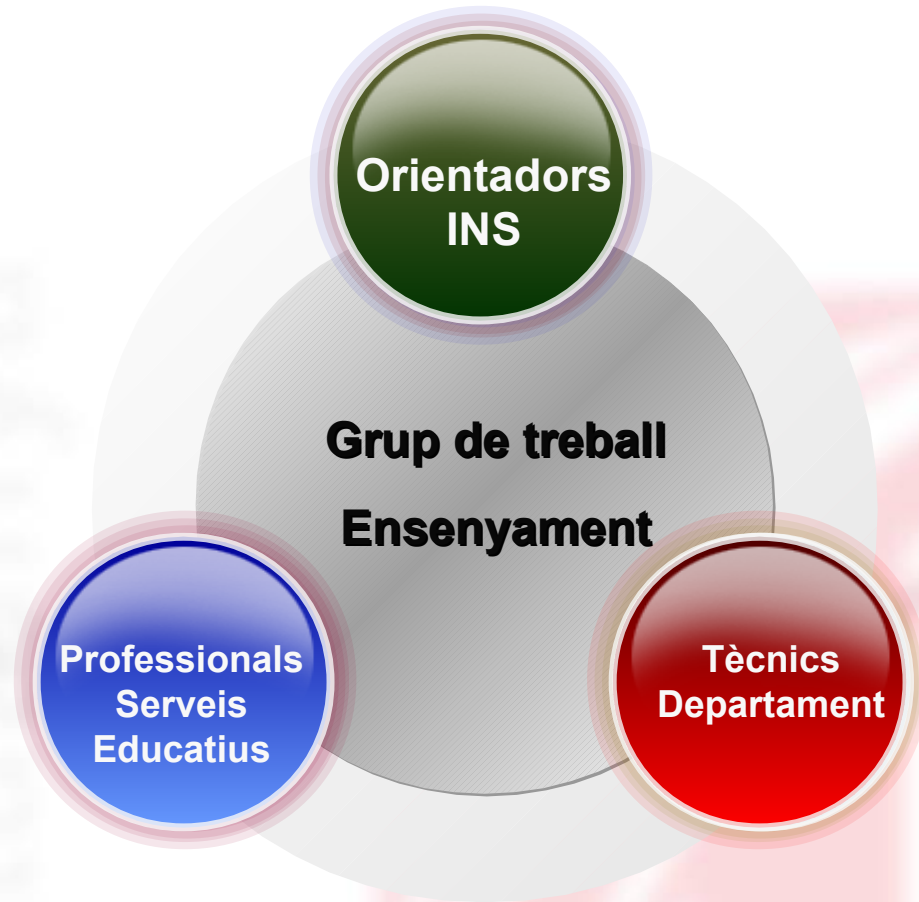 Orientadors
INS
Grup de treball
Ensenyament
Professionals
Serveis
Educatius
Tècnics
Departament